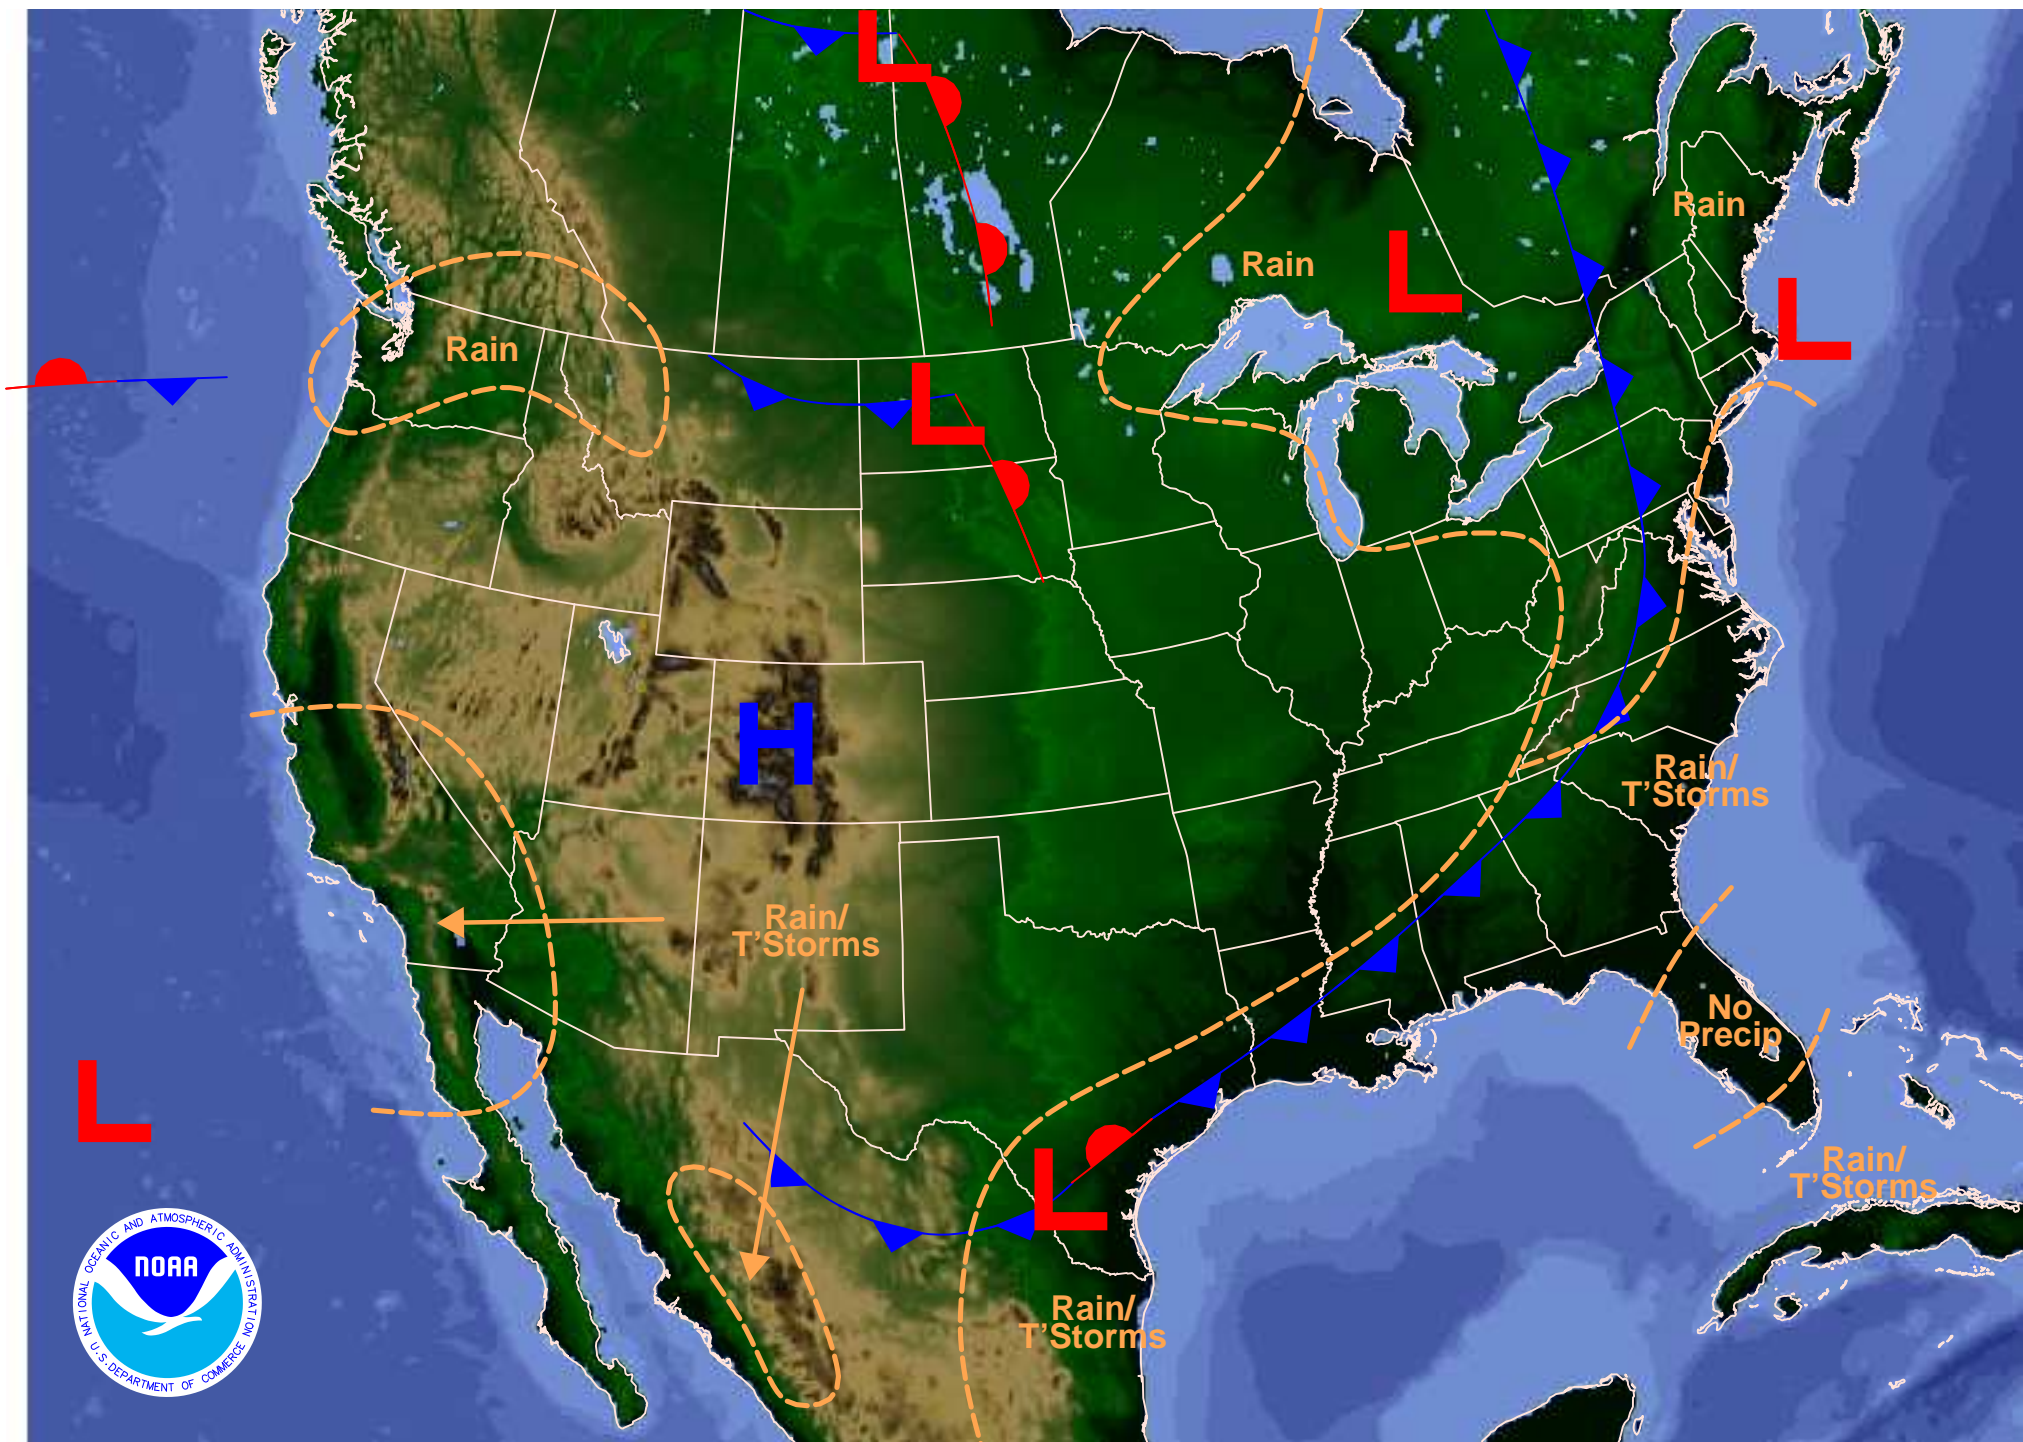 L
Rain
Rain
L
L
Rain
L
H
Rain/
T'Storms
Rain/
T'Storms
No
Precip
L
L
Rain/
T'Storms
Rain/
T'Storms
NOAA
NATIONAL OCEANIC AND ATMOSPHERIC ADMINISTRATION
U.S. DEPARTMENT OF COMMERCE